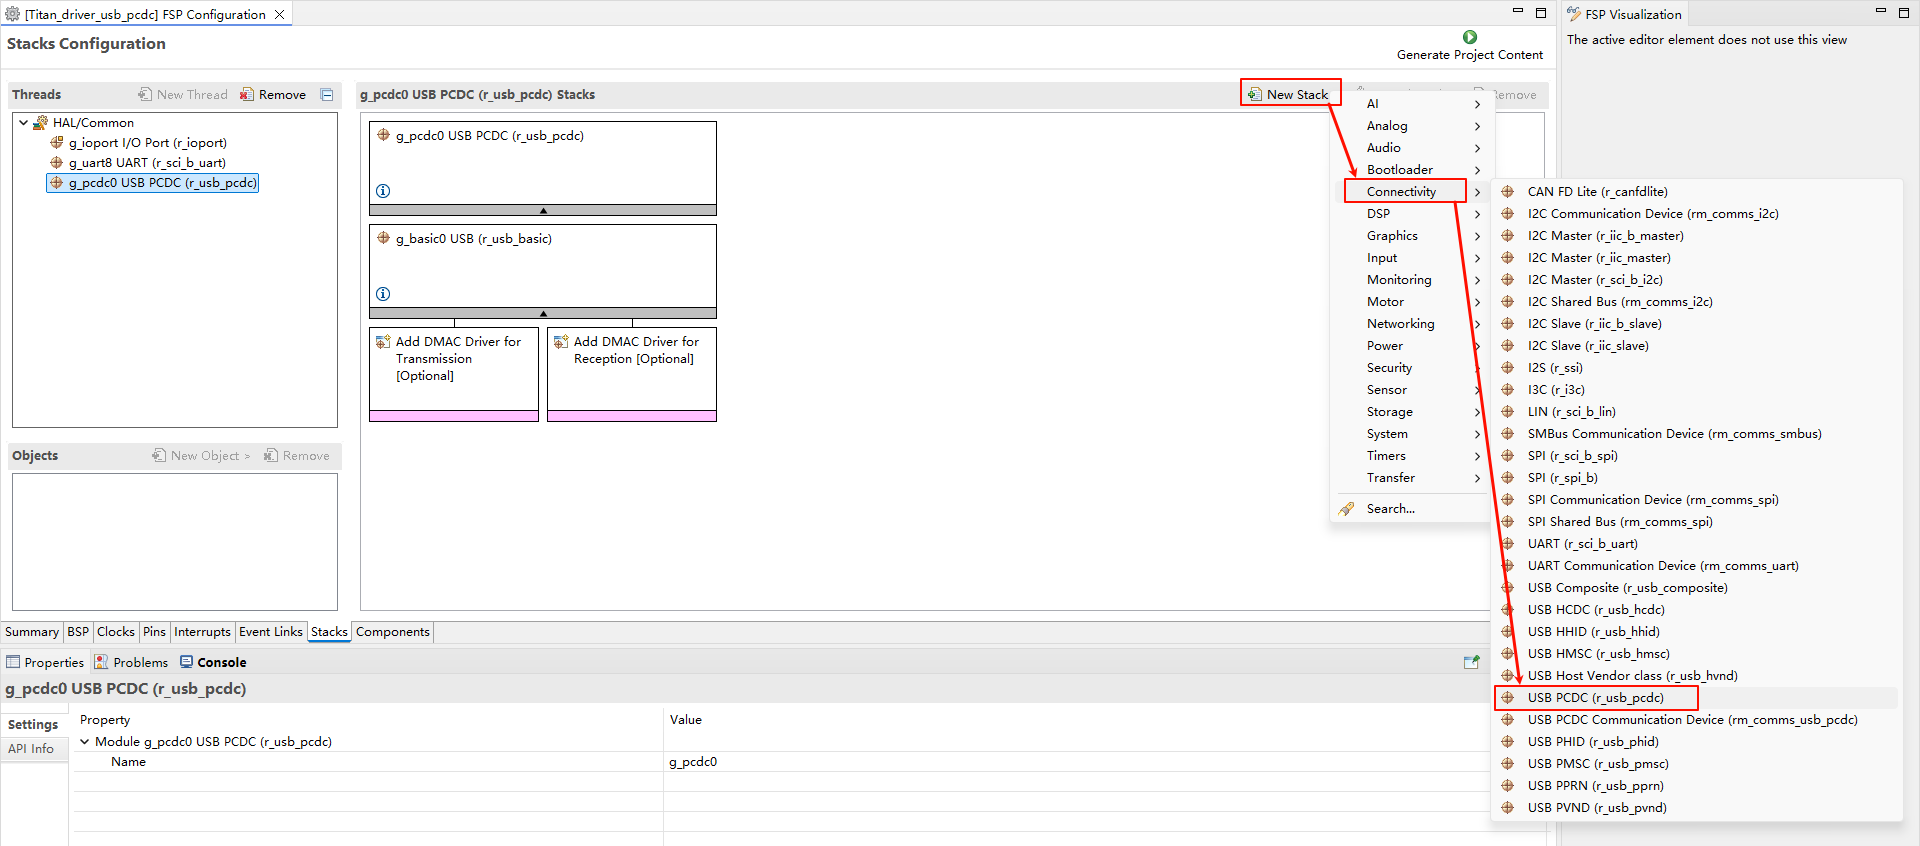 [Titan_driver_usb_pcdc] FSP Configuration
FSP Visualization
Stacks Configuration
The active editor element does not use this view
Generate Project Content
Threads
New Thread
Remove
HAL/Common
g_ioport I/O Port (r_ioport)
g_uart8 UART (r_sci_b_uart)
g_pcdc0 USB PCDC (r_usb_pcdc)
Objects
New Object >
Remove
g_pcdc0 USB PCDC (r_usb_pcdc) Stacks
New Stack
Remove
g_pcdc0 USB PCDC (r_usb_pcdc)
g_basic0 USB (r_usb_basic)
Add DMAC Driver for
Transmission
[Optional]
Add DMAC Driver for
Reception [Optional]
AI
Analog
Audio
Bootloader
Connectivity
DSP
Graphics
Input
Monitoring
Motor
Networking
Power
Security
Sensor
Storage
System
Timers
Transfer
Search...
CAN FD Lite (r_canfdlite)
I2C Communication Device (rm_comms_i2c)
I2C Master (r_iic_b_master)
I2C Master (r_iic_master)
I2C Master (r_sci_b_i2c)
I2C Shared Bus (rm_comms_i2c)
I2C Slave (r_iic_b_slave)
I2C Slave (r_iic_slave)
I2S (r_ssi)
I3C (r_i3c)
LIN (r_sci_b_lin)
SMBus Communication Device (rm_comms_smbus)
SPI (r_sci_b_spi)
SPI (r_spi_b)
SPI Communication Device (rm_comms_spi)
SPI Shared Bus (rm_comms_spi)
UART (r_sci_b_uart)
UART Communication Device (rm_comms_uart)
USB Composite (r_usb_composite)
USB HCDC (r_usb_hcdc)
USB HHID (r_usb_hhid)
USB HMSC (r_usb_hmsc)
USB Host Vendor class (r_usb_hvnd)
USB PCDC (r_usb_pcdc)
USB PCDC Communication Device (rm_comms_usb_pcdc)
USB PHID (r_usb_phid)
USB PMSC (r_usb_pmsc)
USB PPRN (r_usb_pprn)
USB PVND (r_usb_pvnd)
Summary BSP Clocks Pins Interrupts Event Links Stacks Components
Properties Problems Console
g_pcdc0 USB PCDC (r_usb_pcdc)
Settings
API Info
Property Value
Module g_pcdc0 USB PCDC (r_usb_pcdc)
Name g_pcdc0